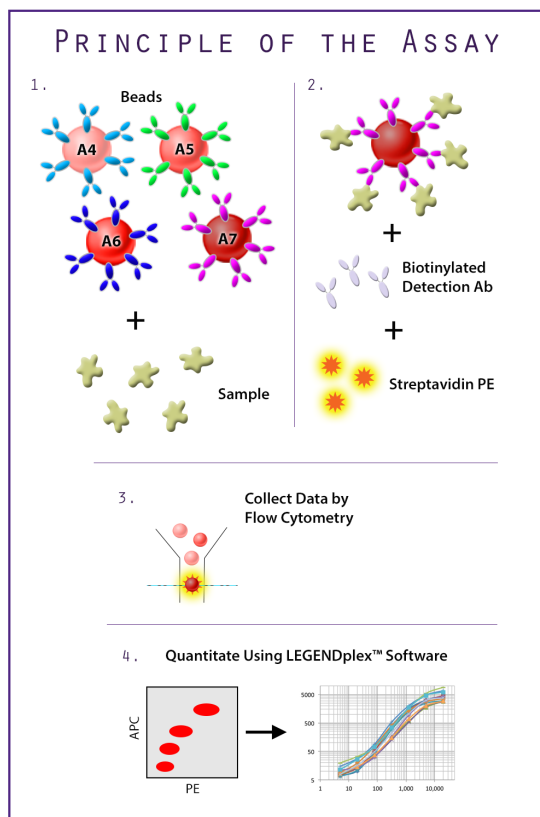 PRINCIPLE OF THE ASSAY
1.
Beads
A4
A5
A6
A7
+
Sample
2.
+
Biotinylated
Detection Ab
+
Streptavidin PE
3.
Collect Data by
Flow Cytometry
4.
Quantitate Using LEGENDplex™ Software
APC
PE
5000
500
50
5
1
10
100
1,000
10,000